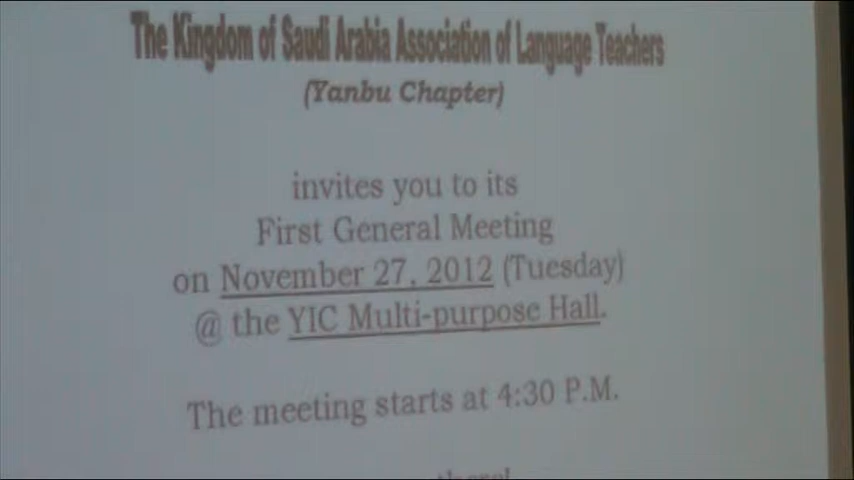 The Kingdom of Saudi Arabia Association of Language Teachers
(Yanbu Chapter)
invites you to its
First General Meeting
on November 27, 2012 (Tuesday)
@ the YIC Multi-purpose Hall.
The meeting starts at 4:30 P.M.